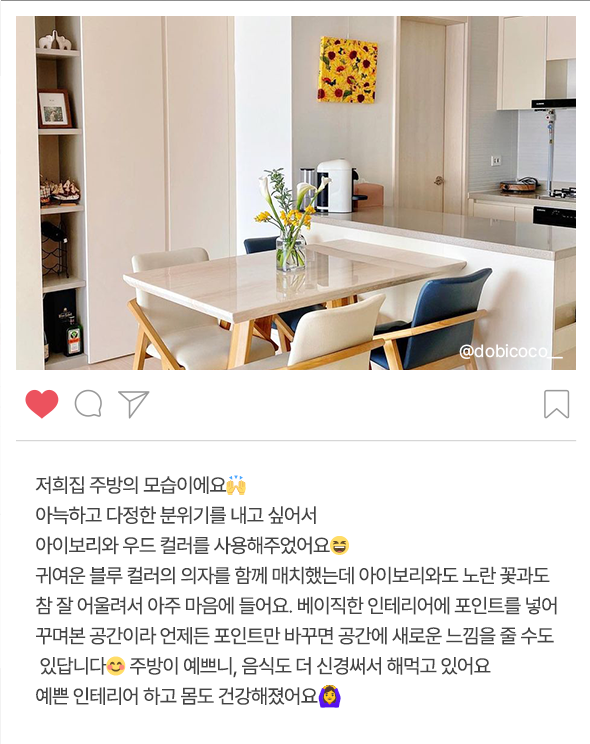 @dobicoco__
저희집 주방의 모습이에요🙌
아늑하고 다정한 분위기를 내고 싶어서
아이보리와 우드 컬러를 사용해주었어요😆
귀여운 블루 컬러의 의자를 함께 매치했는데 아이보리와도 노란 꽃과도
참 잘 어울려서 아주 마음에 들어요. 베이직한 인테리어에 포인트를 넣어
꾸며본 공간이라 언제든 포인트만 바꾸면 공간에 새로운 느낌을 줄 수도
있답니다😊 주방이 예쁘니, 음식도 더 신경써서 해먹고 있어요
예쁜 인테리어 하고 몸도 건강해졌어요🙆‍♀️